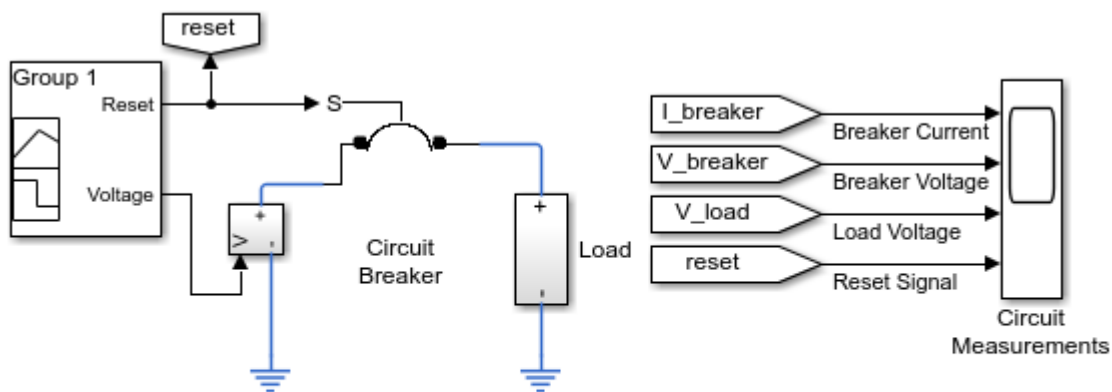 reset
Group 1
Reset
Voltage
S
V
+
-
Circuit
Breaker
+
-
Load
I_breaker
Breaker Current
V_breaker
Breaker Voltage
V_load
Load Voltage
reset
Reset Signal
Circuit
Measurements